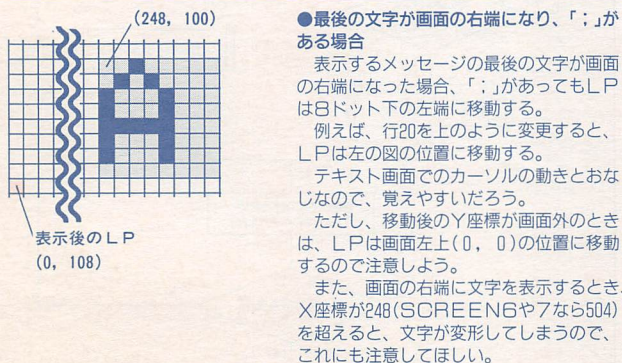 (248, 100)
表示後のLP
(0, 108)
●最後の文字が画面の右端になり、「;」が
ある場合
表示するメッセージの最後の文字が画面
の右端になった場合、「;」があってもLP
は8ドット下の左端に移動する。
例えば、行20を上のように変更すると、
LPは左の図の位置に移動する。
テキスト画面でのカーソルの動きとおな
じなので、覚えやすいだろう。
ただし、移動後のY座標が画面外のとき
は、LPは画面左上(0, 0)の位置に移動
するので注意しよう。
また、画面の右端に文字を表示するとき、
X座標が248(SCREEN6や7なら504)
を超えると、文字が変形してしまうので、
これにも注意してほしい。